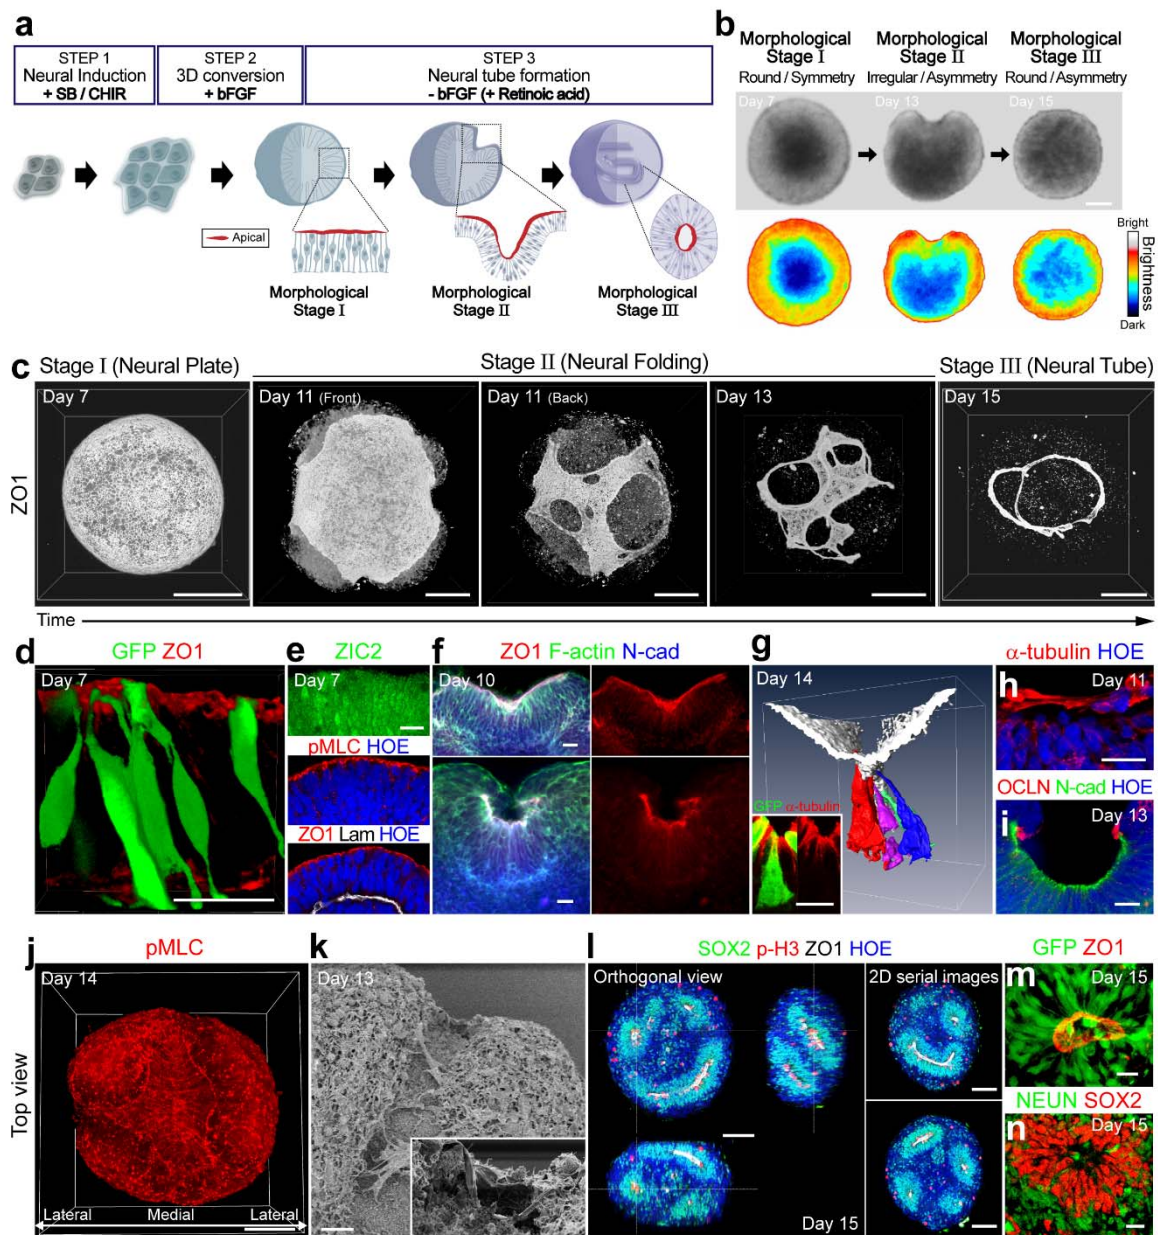 a
STEP 1
Neural Induction
+ SB / CHIR
STEP 2
3D conversion
+ bFGF
STEP 3
Neural tube formation
- bFGF (+ Retinoic acid)
Apical
Morphological
Stage I
Morphological
Stage II
Morphological
Stage III
b
Morphological
Stage I
Round / Symmetry
Morphological
Stage II
Irregular / Asymmetry
Morphological
Stage III
Round / Asymmetry
Day 7
Day 13
Day 15
Bright
Brightness
Dark
c
Stage I (Neural Plate)
Stage II (Neural Folding)
Stage III (Neural Tube)
ZO1
Day 7
Day 11 (Front)
Day 11 (Back)
Day 13
Day 15
Time
d
GFP ZO1
Day 7
e
ZIC2
Day 7
pMLC HOE
ZO1 Lam HOE
f
ZO1 F-actin N-cad
Day 10
g
Day 14
GFP α-tubulin
α-tubulin HOE
h
Day 11
OCLN N-cad HOE
i
Day 13
j
pMLC
Day 14
Top view
Lateral
Medial
Lateral
k
Day 13
l
SOX2 p-H3 ZO1 HOE
Orthogonal view
2D serial images
Day 15
GFP ZO1
m
Day 15
NEUN SOX2
n
Day 15